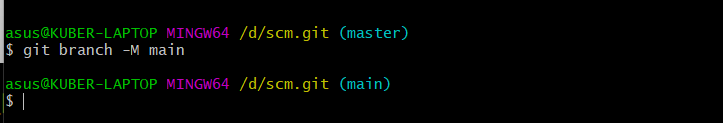 asus@KUBER-LAPTOP MINGW64 /d/scm.git (master)
$ git branch -M main
asus@KUBER-LAPTOP MINGW64 /d/scm.git (main)
$